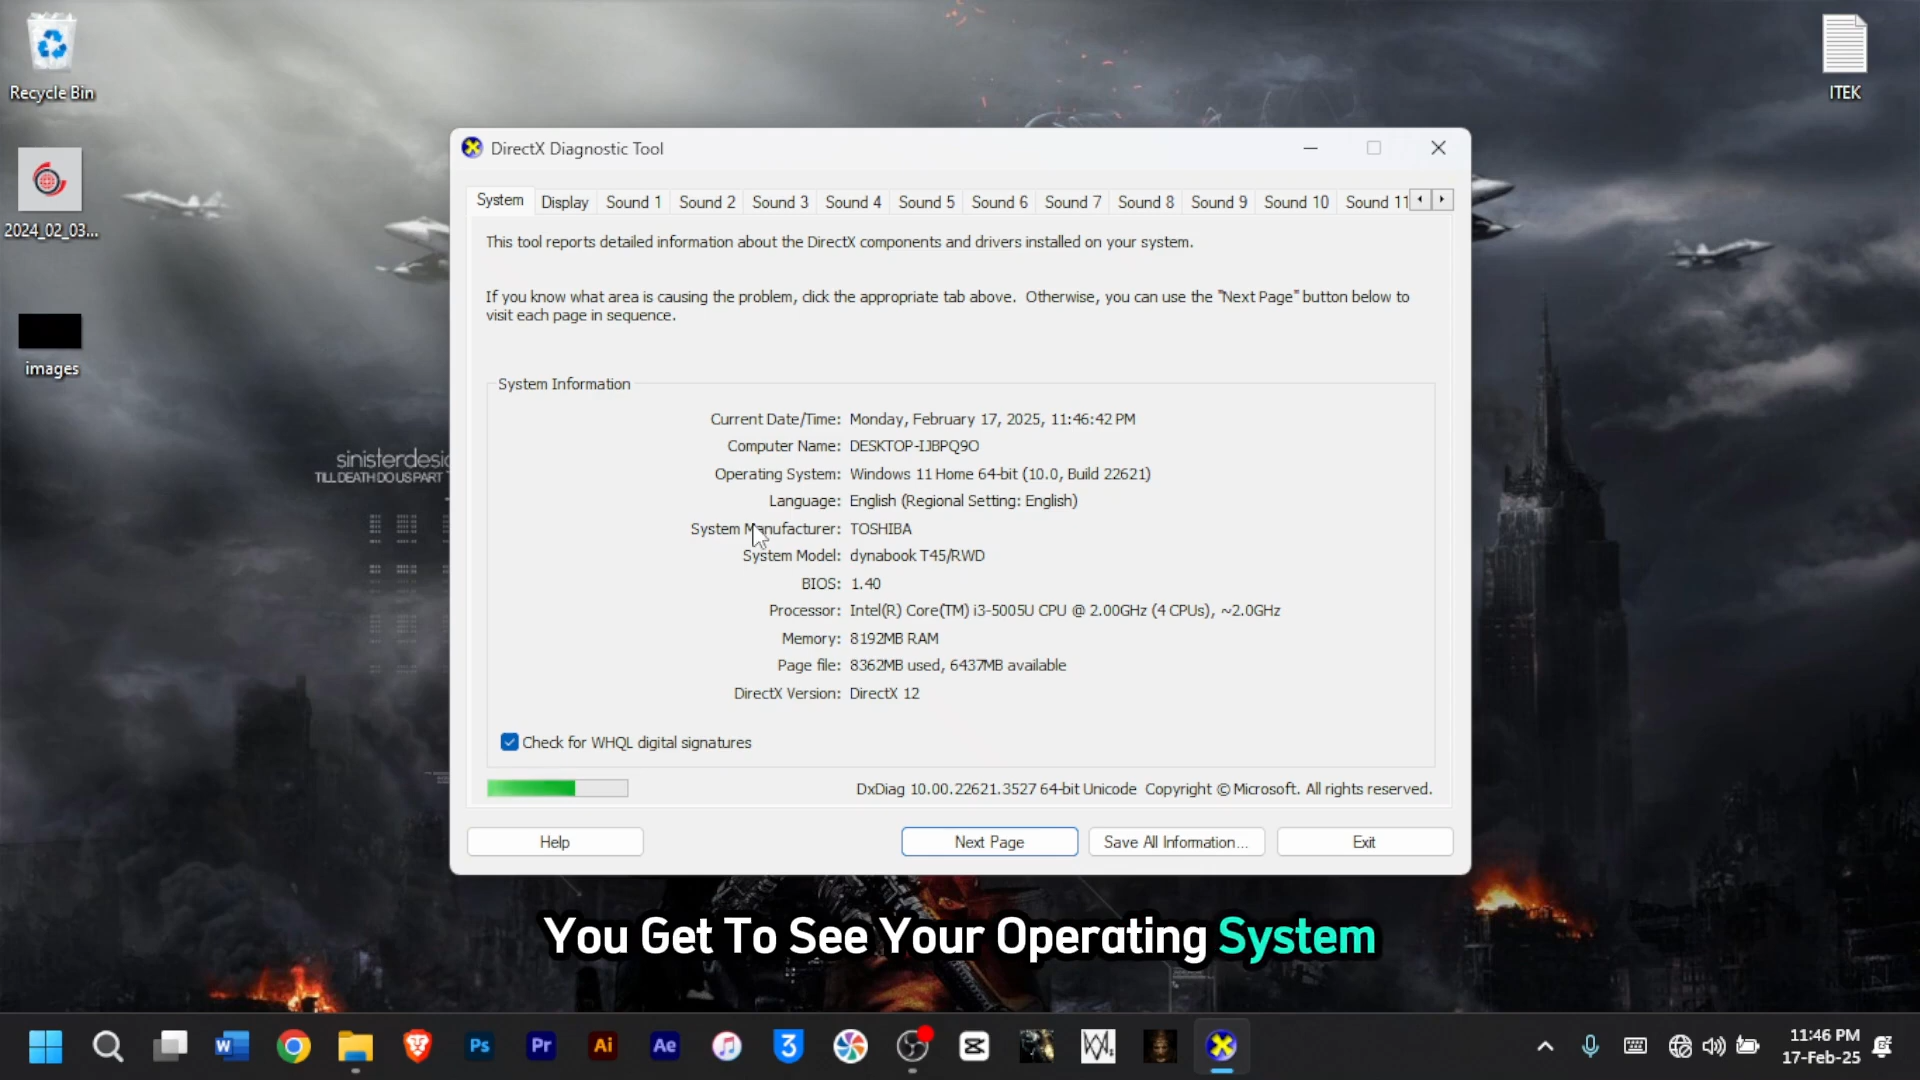 Recycle Bin
2024_02_03...
images
ITEK
sinisterdesi
TILL DEATH DO US PART
DirectX Diagnostic Tool
System Display Sound 1 Sound 2 Sound 3 Sound 4 Sound 5 Sound 6 Sound 7 Sound 8 Sound 9 Sound 10 Sound 11
This tool reports detailed information about the DirectX components and drivers installed on your system.
If you know what area is causing the problem, click the appropriate tab above. Otherwise, you can use the "Next Page" button below to
visit each page in sequence.
System Information
Current Date/Time: Monday, February 17, 2025, 11:46:42 PM
Computer Name: DESKTOP-IJBPQ9O
Operating System: Windows 11 Home 64-bit (10.0, Build 22621)
Language: English (Regional Setting: English)
System Manufacturer: TOSHIBA
System Model: dynabook T45/RWD
BIOS: 1.40
Processor: Intel(R) Core(TM) i3-5005U CPU @ 2.00GHz (4 CPUs), ~2.0GHz
Memory: 8192MB RAM
Page file: 8362MB used, 6437MB available
DirectX Version: DirectX 12
Check for WHQL digital signatures
DxDiag 10.00.22621.3527 64-bit Unicode Copyright © Microsoft. All rights reserved.
Help Next Page Save All Information... Exit
You Get To See Your Operating System
W Ps Pr Ai Ae 3
11:46 PM
17-Feb-25